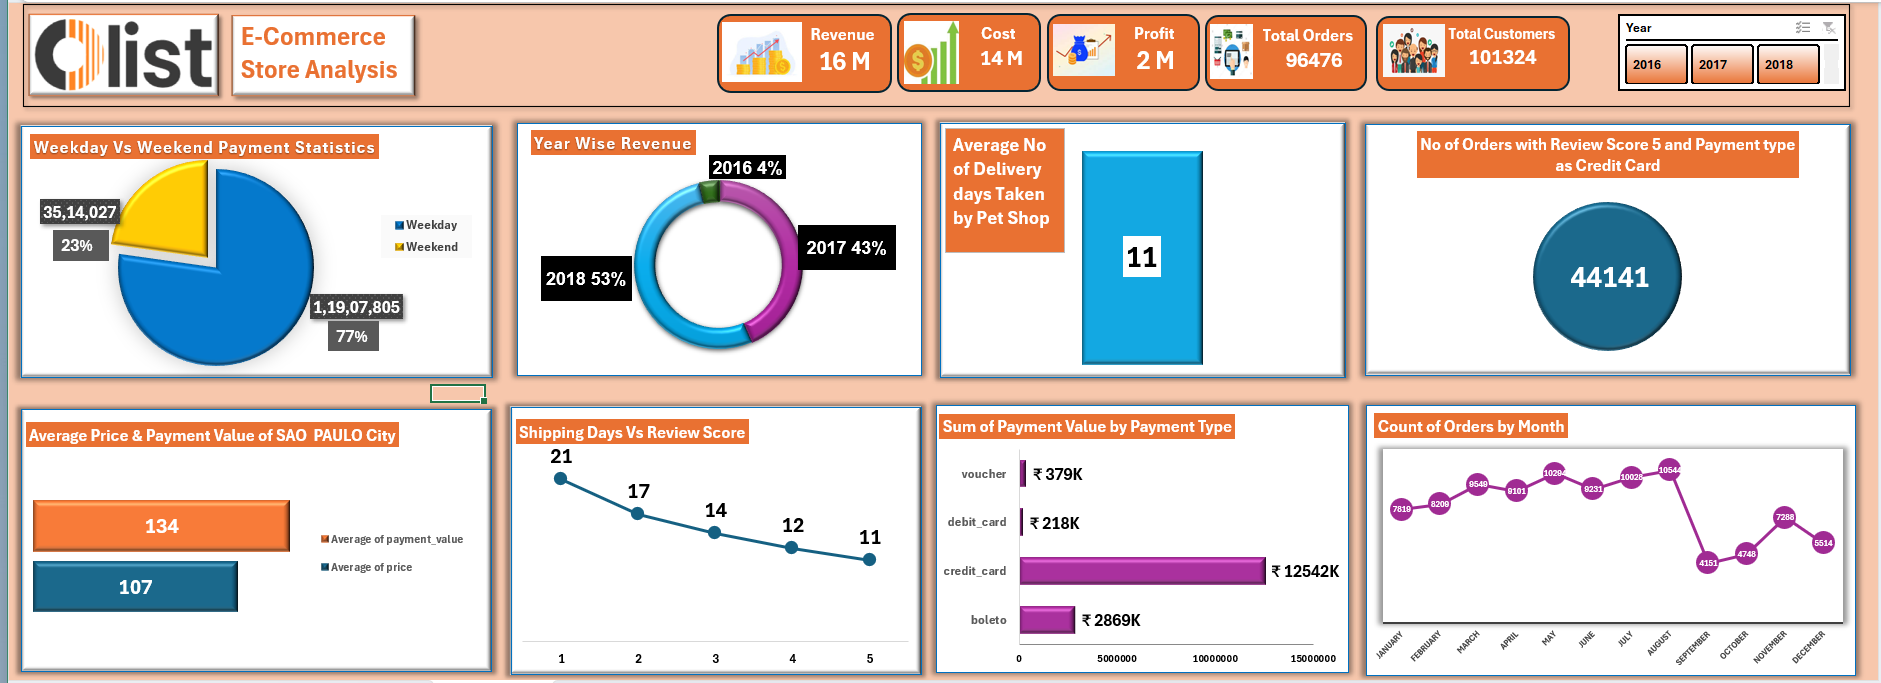 Olist
E-Commerce
Store Analysis
Revenue
16 M
Cost
14 M
Profit
2 M
Total Orders
96476
Total Customers
101324
Year
2016
2017
2018
Weekday Vs Weekend Payment Statistics
35,14,027
23%
1,19,07,805
77%
Weekday
Weekend
Year Wise Revenue
2016 4%
2017 43%
2018 53%
Average No
of Delivery
days Taken
by Pet Shop
11
No of Orders with Review Score 5 and Payment type
as Credit Card
44141
Average Price & Payment Value of SAO PAULO City
134
107
Average of payment_value
Average of price
Shipping Days Vs Review Score
21
17
14
12
11
1
2
3
4
5
Sum of Payment Value by Payment Type
voucher
₹ 379K
debit_card
₹ 218K
credit_card
₹ 12542K
boleto
₹ 2869K
0
5000000
10000000
15000000
Count of Orders by Month
7819
8209
9549
9101
10294
9231
10028
10544
4151
4748
7288
5514
JANUARY
FEBRUARY
MARCH
APRIL
MAY
JUNE
JULY
AUGUST
SEPTEMBER
OCTOBER
NOVEMBER
DECEMBER